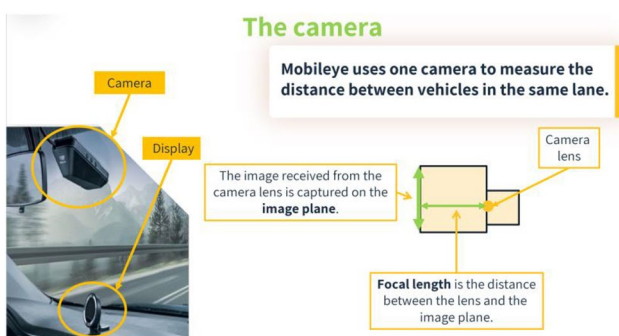 The camera
Mobileye uses one camera to measure the
distance between vehicles in the same lane.
Camera
Display
Camera
lens
The image received from the
camera lens is captured on the
image plane.
Focal length is the distance
between the lens and the
image plane.